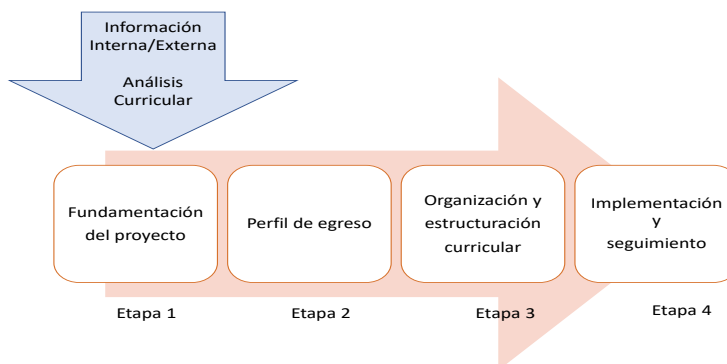 Información
Interna/Externa
Análisis
Curricular
Fundamentación
del proyecto
Perfil de egreso
Organización y
estructuración
curricular
Implementación
y
seguimiento
Etapa 1
Etapa 2
Etapa 3
Etapa 4